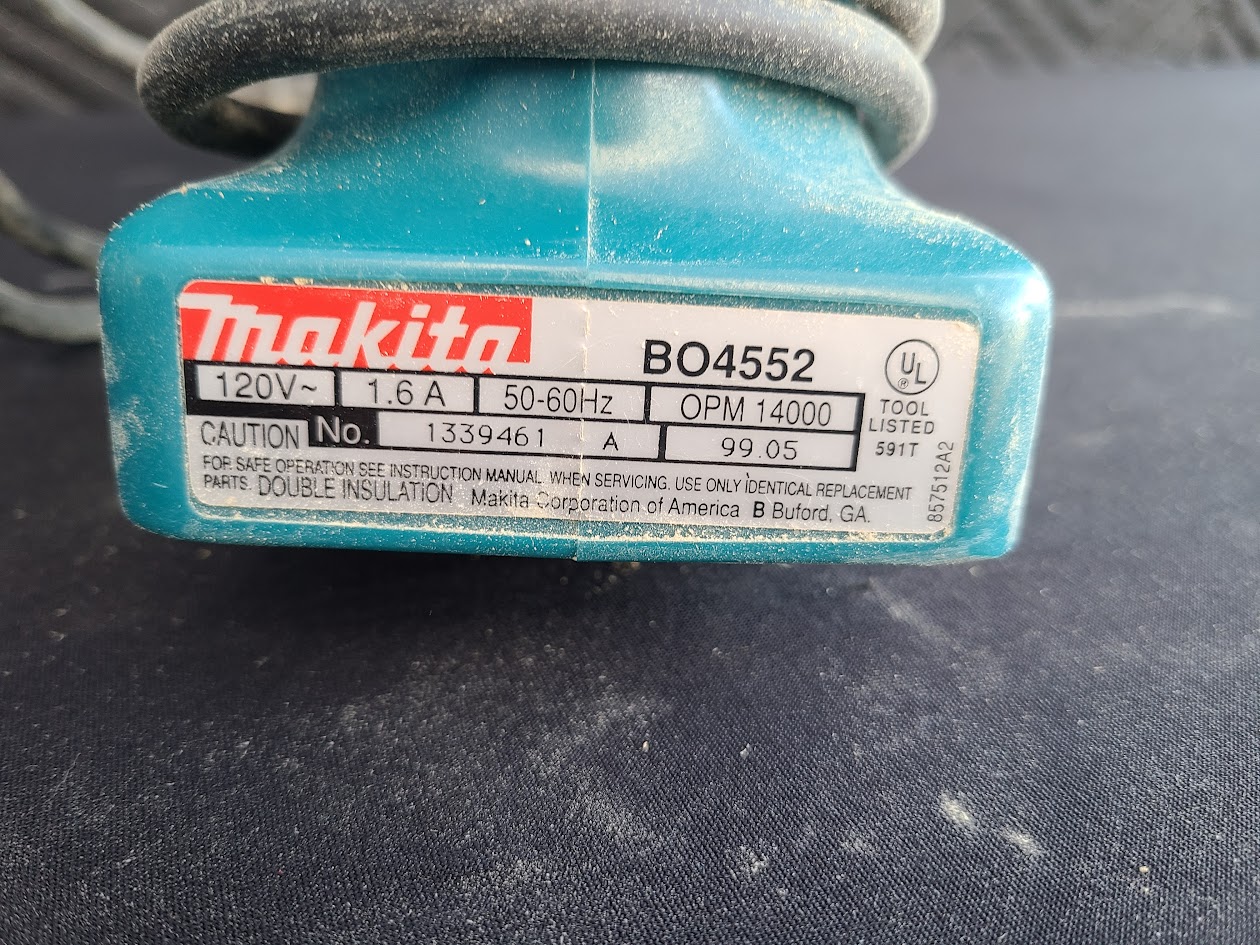 makita
BO4552
120V~ 1.6 A 50-60Hz OPM 14000
CAUTION No. 1339461 A 99.05
FOR SAFE OPERATION SEE INSTRUCTION MANUAL. WHEN SERVICING. USE ONLY IDENTICAL REPLACEMENT
PARTS. DOUBLE INSULATION Makita Corporation of America B Buford, GA.
UL
®
TOOL
LISTED
591T
857512A2